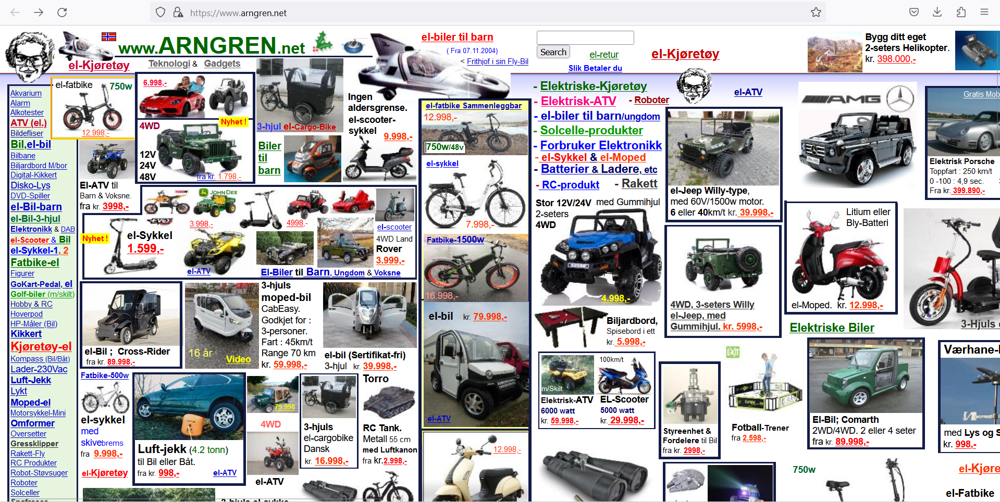 https://www.arngren.net
www.ARNGREN.net
el-Kjøretøy
Teknologi & Gadgets
el-biler til barn
( Fra 07.11.2004)
< Frithjof i sin Fly-Bil
Search
el-retur
Slik Betaler du
el-Kjøretøy
Bygg ditt eget
2-seters Helikopter.
kr. 398.000,-
Akvarium
Alarm
Alkotester
ATV (el.)
Bildefliser
Bil,el-bil
Bilbane
Biljardbord M/bor
Digital-Kikkert
Disko-Lys
DVD-Spiller
el-Bil-barn
el-Bil-3-hjul
Elektronikk & DAB
el-Scooter & Bil
el-Sykkel-1, 2
Fatbike-el
Figurer
GoKart-Pedal, el
Golf-biler (m/skilt)
Hobby & RC
Hoverpod
HP-Måler (Bil)
Kikkert
Kjøretøy-el
Kompass (Bil/Båt)
Lader-230Vac
Luft-Jekk
Lykt
Moped-el
Motorsykkel-Mini
Omformer
Oversetter
Gressklipper
Rakett-Fly
RC Produkter
Robot-Støvsuger
Roboter
Solceller
el-fatbike
750w
12.998,-
6.998,-
4WD
Nyhet !
12V
24V
48V
fra kr. 1.798,-
El-ATV til
Barn & Voksne.
fra kr. 3998,-
3-hjul el-Cargo-Bike
Biler
til
barn
Ingen
aldersgrense.
el-scooter-
sykkel
9.998,-
1000W
JOHN DEE
EVO
Nyhet !
el-Sykkel
1.599,-
3.998,-
4998,-
el-ATV
el-scooter
4WD Land
Rover
3.999,-
El-Biler til Barn, Ungdom & Voksne
el-Bil ; Cross-Rider
fra kr. 89.998,-
16 år
Video
3-hjuls
moped-bil
CabEasy.
Godkjet for :
3-personer.
Fart : 45km/t
Range 70 km
kr. 59.998,-
el-bil (Sertifikat-fri)
3-hjul kr. 39.998,-
Fatbike-500w
el-sykkel
med
skivebrems
fra 9.998,-
el-Kjøretøy
Luft-jekk (4.2 tonn)
til Bil eller Båt.
fra kr. 998,-
el-ATV
79.998
4WD
el-ATV
3-hjuls
el-cargobike
Dansk
kr. 16.998,-
Torro
RC Tank.
Metall 55 cm
med Luftkanon
fra kr.2.998,-
el-fatbike Sammenleggbar
12.998,-
750w/48v
el-sykkel
7.998,-
Fatbike-1500w
16.998,-
el-bil kr. 79.998,-
el-ATV
12.998,-
- Elektriske-Kjøretøy
- Elektrisk-ATV - Roboter
- el-biler til barn/ungdom
- Solcelle-produkter
- Forbruker Elektronikk
- el-Sykkel & el-Moped
- Batterier & Ladere, etc
- RC-produkt - Rakett
el-ATV
Stor 12V/24V med Gummihjul
2-seters
4WD
4.998,-
Biljardbord,
Spisebord i ett
kr. 5.998,-
m/Skilt
Elektrisk-ATV
6000 watt
kr. 59.998,-
100km/t
EL-Scooter
5000 watt
kr. 29.998,-
el-Jeep Willy-type,
med 60V/1500w motor.
6 eller 40km/t kr. 39.998,-
4WD, 3-seters Willy
el-Jeep, med
Gummihjul. kr. 5998,-
Styreenhet &
Fordelere til Bil
fra kr. 2998,-
EXIT
Fotball-Trener
fra 2.598,-
AMG
Gratis Mob
Elektrisk Porsche
Toppfart : 250 km/t
0 -100 : 4,9 sec.
Fra kr. 399.890,-
Litium eller
Bly-Batteri
el-Moped. kr. 12.998,-
3-Hjuls
Elektriske Biler
El-Bil; Comarth
2WD/4WD. 2 eller 4 seter
fra kr. 89.998,-
Værhane-
med Lys og S
kr. 998,-
750w
el-Kjøre
el-Fatbike